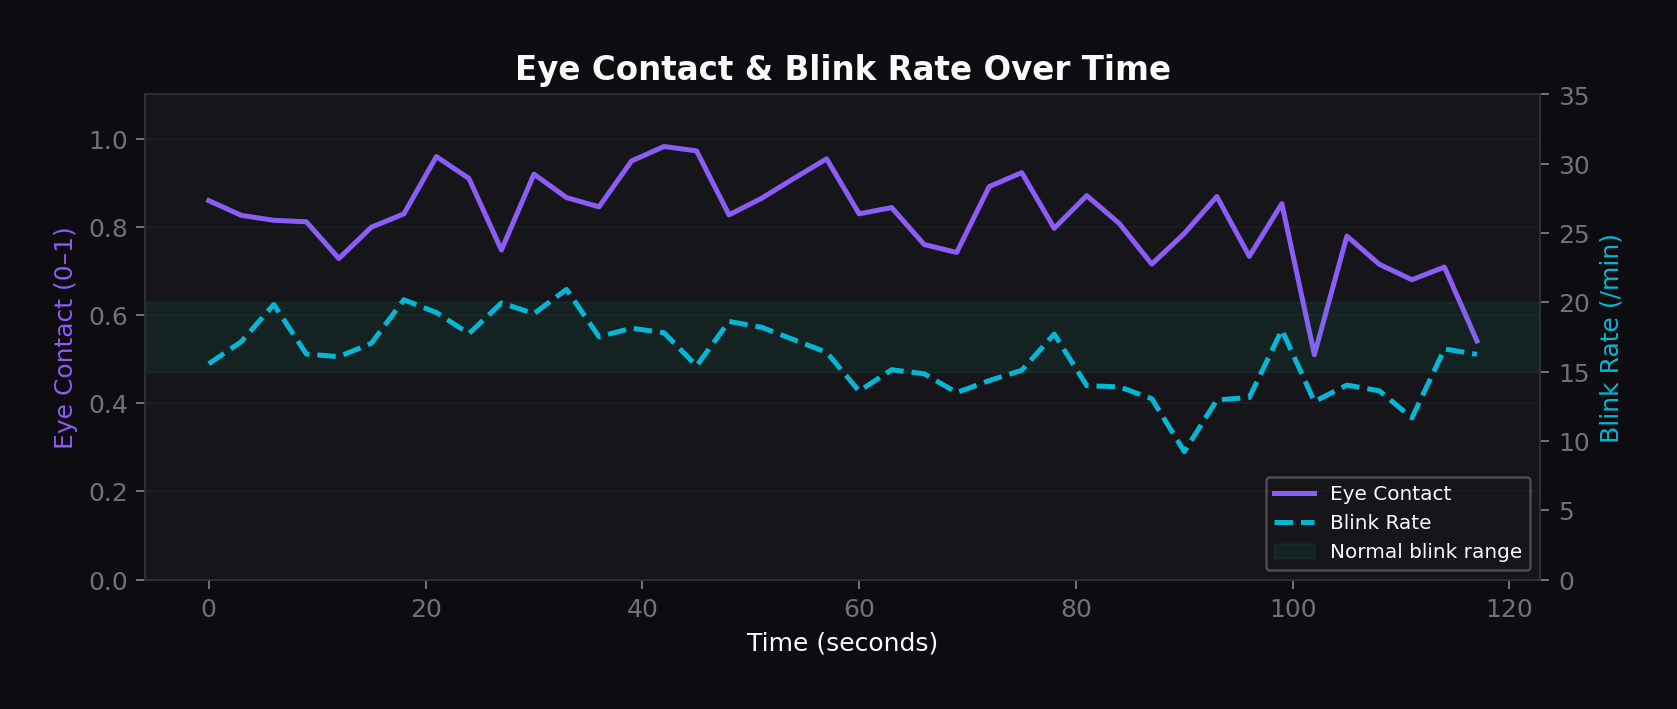 Eye Contact & Blink Rate Over Time
Eye Contact (0–1)
1.0
0.8
0.6
0.4
0.2
0.0
35
30
25
20
15
10
5
0
Blink Rate (/min)
Eye Contact
Blink Rate
Normal blink range
0 20 40 60 80 100 120
Time (seconds)